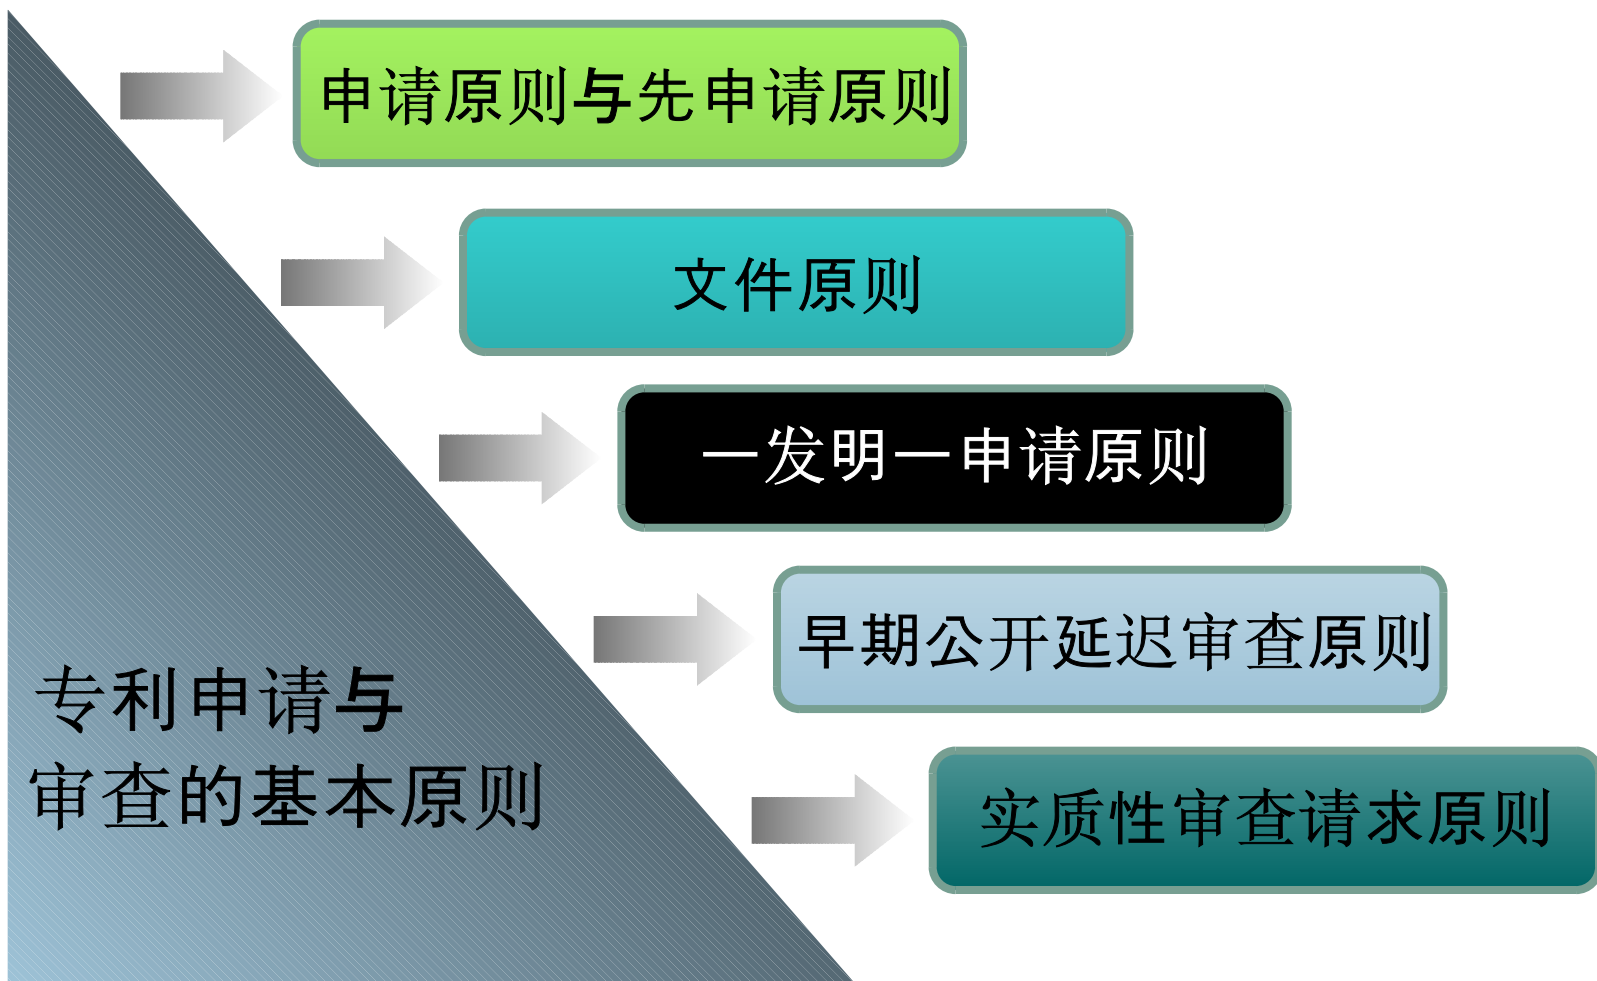 申请原则与先申请原则
文件原则
一发明一申请原则
早期公开延迟审查原则
实质性审查请求原则
专利申请与
审查的基本原则